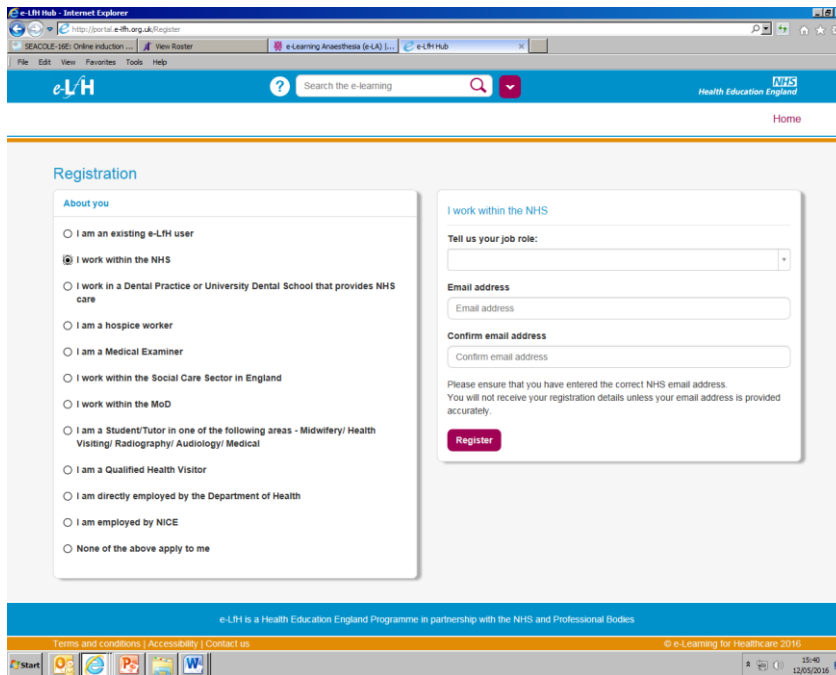 e-LfH Hub - Internet Explorer
http://portal.e-lfh.org.uk/Register
SEACOLE-16E: Online induction ... View Roster e-Learning Anaesthesia (e-LA) |... e-LfH Hub
File Edit View Favorites Tools Help
e-LfH ? Search the e-learning NHS
Health Education England
Home
Registration
About you
I am an existing e-LfH user
I work within the NHS
I work in a Dental Practice or University Dental School that provides NHS
care
I am a hospice worker
I am a Medical Examiner
I work within the Social Care Sector in England
I work within the MoD
I am a Student/Tutor in one of the following areas - Midwifery/ Health
Visiting/ Radiography/ Audiology/ Medical
I am a Qualified Health Visitor
I am directly employed by the Department of Health
I am employed by NICE
None of the above apply to me
I work within the NHS
Tell us your job role:
Email address
Email address
Confirm email address
Confirm email address
Please ensure that you have entered the correct NHS email address.
You will not receive your registration details unless your email address is provided
accurately.
Register
e-LfH is a Health Education England Programme in partnership with the NHS and Professional Bodies
Terms and conditions | Accessibility | Contact us © e-Learning for Healthcare 2016
Start 15:40
12/05/2016